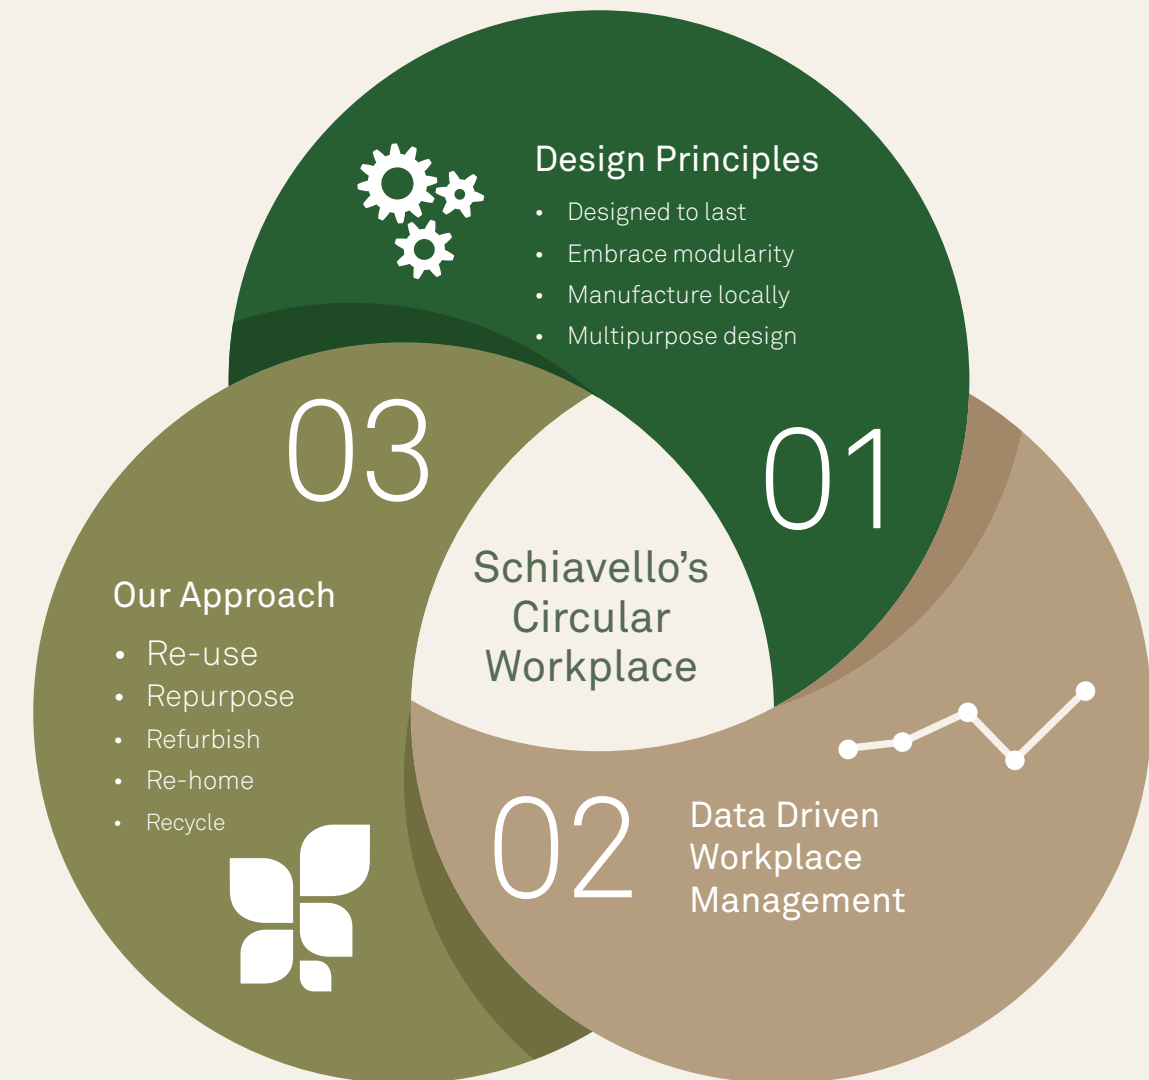 Design Principles
• Designed to last
• Embrace modularity
• Manufacture locally
• Multipurpose design
01
03
Schiavello’s
Circular
Workplace
Our Approach
• Re-use
• Repurpose
• Refurbish
• Re-home
• Recycle
02
Data Driven
Workplace
Management